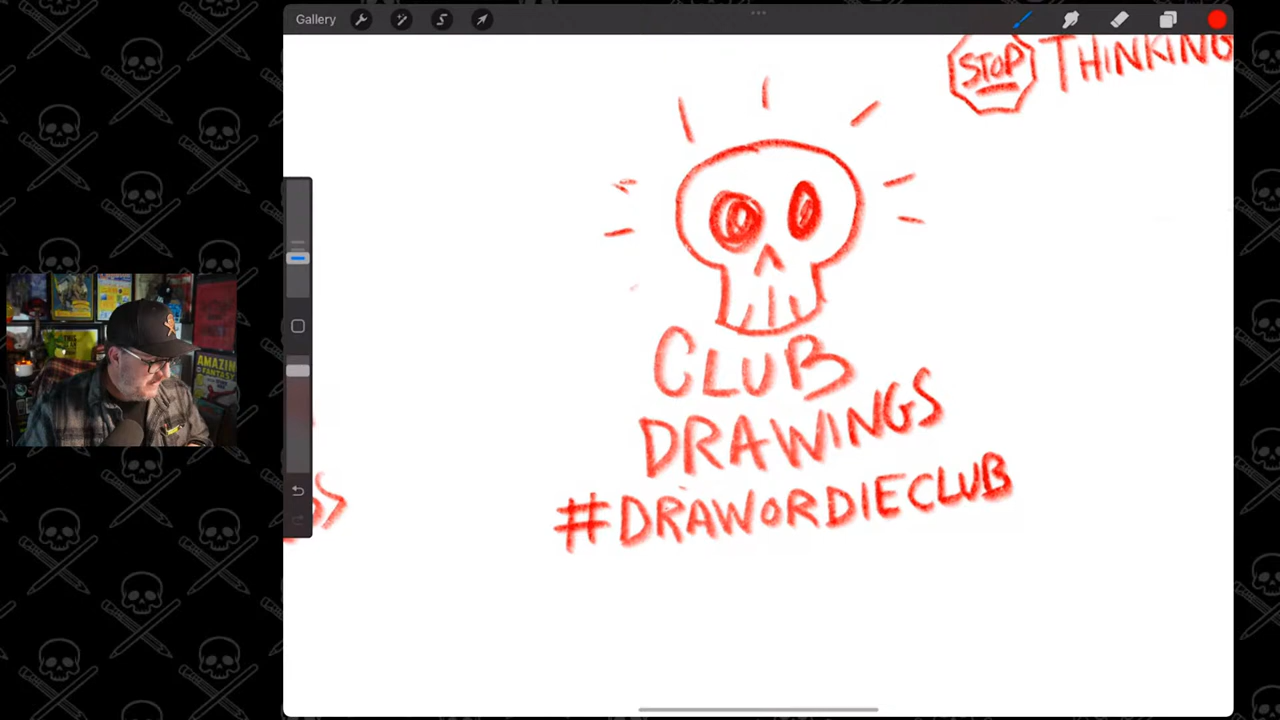 Gallery
STOP THINKING
CLUB
DRAWINGS
#DRAWORDIECLUB
AMAZING
FANTASY